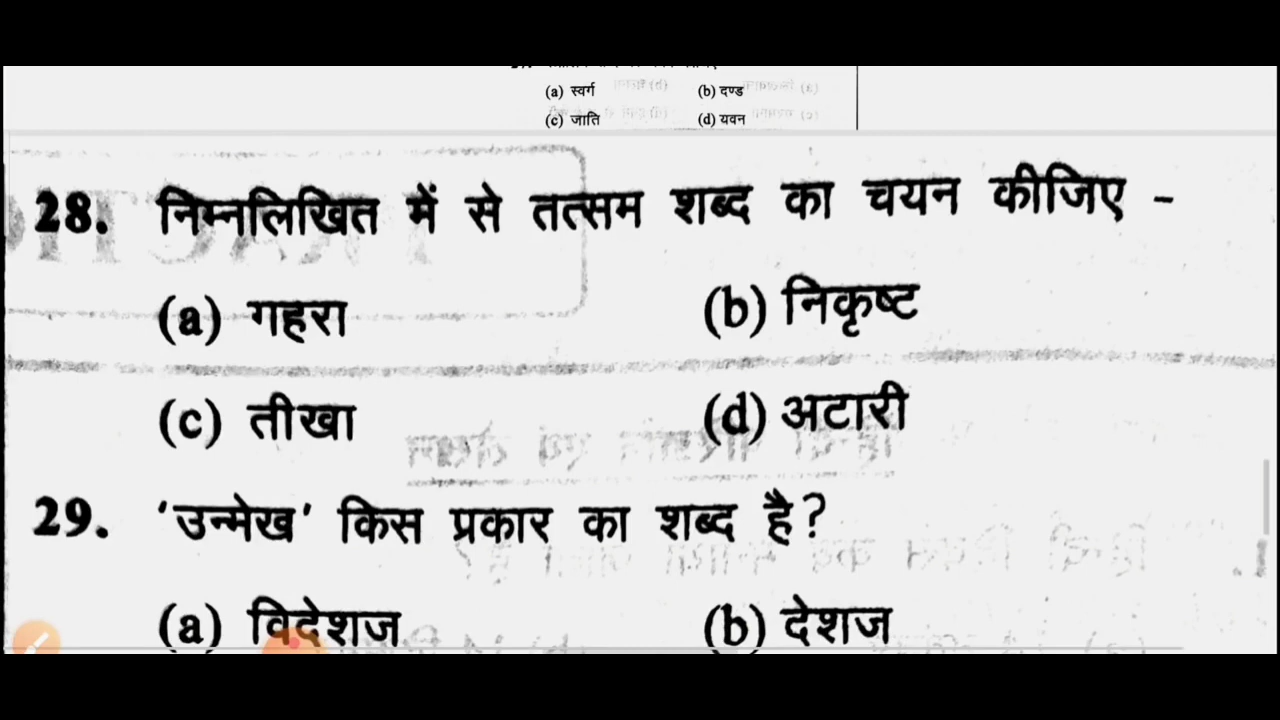 (a) स्वर्ग (b) दण्ड
(c) जाति (d) यवन
28. निम्नलिखित में से तत्सम शब्द का चयन कीजिए -
(a) गहरा (b) निकृष्ट
(c) तीखा (d) अटारी
29. ‘उन्मेख’ किस प्रकार का शब्द है?
(a) विदेशज (b) देशज